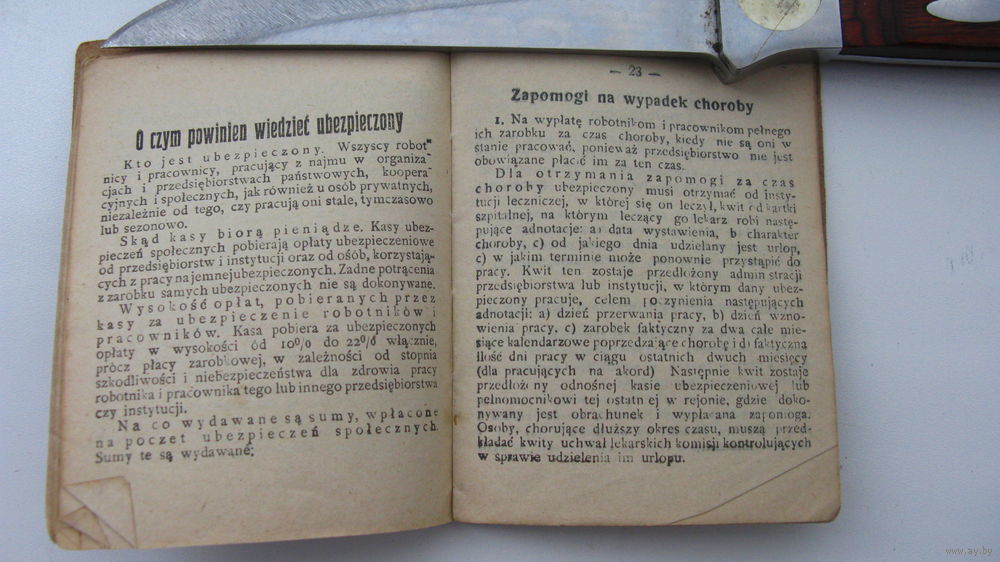 O czym powinien wiedzieć ubezpieczony
Kto jest ubezpieczony. Wszyscy robot-
nicy i pracownicy, pracujący z najmu w organiza-
cjach i przedsiębiorstwach państwowych, koopera-
cyjnych i społecznych, jak również u osób prywatnych,
niezależnie od tego, czy pracują oni stale, tymczasowo
lub sezonowo.
Skąd kasy biorą pieniądze. Kasy ubez-
pieczeń społecznych pobierają opłaty ubezpieczeniowe
od przedsiębiorstw i instytucji oraz od osób, korzystają-
cych z pracy najemnej ubezpieczonych. Żadne potrącenia
z zarobku samych ubezpieczonych nie są dokonywane.
Wysokość opłat, pobieranych przez
kasy za ubezpieczenie robotników i
pracowników. Kasa pobiera za ubezpieczonych
opłaty w wysokości od 10% do 22% włącznie,
prócz płacy zarobkowej, w zależności od stopnia
szkodliwości i niebezpieczeństwa dla zdrowia pracy
robotnika i pracownika tego lub innego przedsiębiorstwa
czy instytucji.
Na co wydawane są sumy, wpłacone
na poczet ubezpieczeń społecznych.
Sumy te są wydawane:
— 23 —
Zapomogi na wypadek choroby
1. Na wypłatę robotnikom i pracownikom pełnego
ich zarobku za czas choroby, kiedy nie są oni w
stanie pracować, ponieważ przedsiębiorstwo nie jest
obowiązane płacić im za ten czas.
Dla otrzymania zapomogi za czas
choroby ubezpieczony musi otrzymać od insty-
tucji leczniczej, w której się on leczył, kwit od kartki
szpitalnej, na którym leczący go lekarz robi nastę-
pujące adnotacje: a) data wystawienia, b) charakter
choroby, c) od jakiego dnia udzielany jest urlop,
c) w jakim terminie może ponownie przystąpić do
pracy. Kwit ten zostaje przedłożony administracji
przedsiębiorstwa lub instytucji, w którym dany ubez-
pieczony pracuje, celem poczynienia następujących
adnotacji: a) dzień przerwania pracy, b) dzień wzno-
wienia pracy, c) zarobek faktyczny za dwa całe mie-
siące kalendarzowe poprzedzające chorobę i d) faktyczna
ilość dni pracy w ciągu ostatnich dwuch miesięcy
(dla pracujących na akord) Następnie kwit zostaje
przedłożony odnośnej kasie ubezpieczeniowej lub
pełnomocnikowi tej ostatnej w rejonie, gdzie doko-
nywany jest obrachunek i wypłacana zapomoga.
Osoby, chorujące dłuższy okres czasu, muszą przed-
kładać kwity uchwał lekarskich komisji kontrolujących
w sprawie udzielenia im urlopu.
www.ay.by